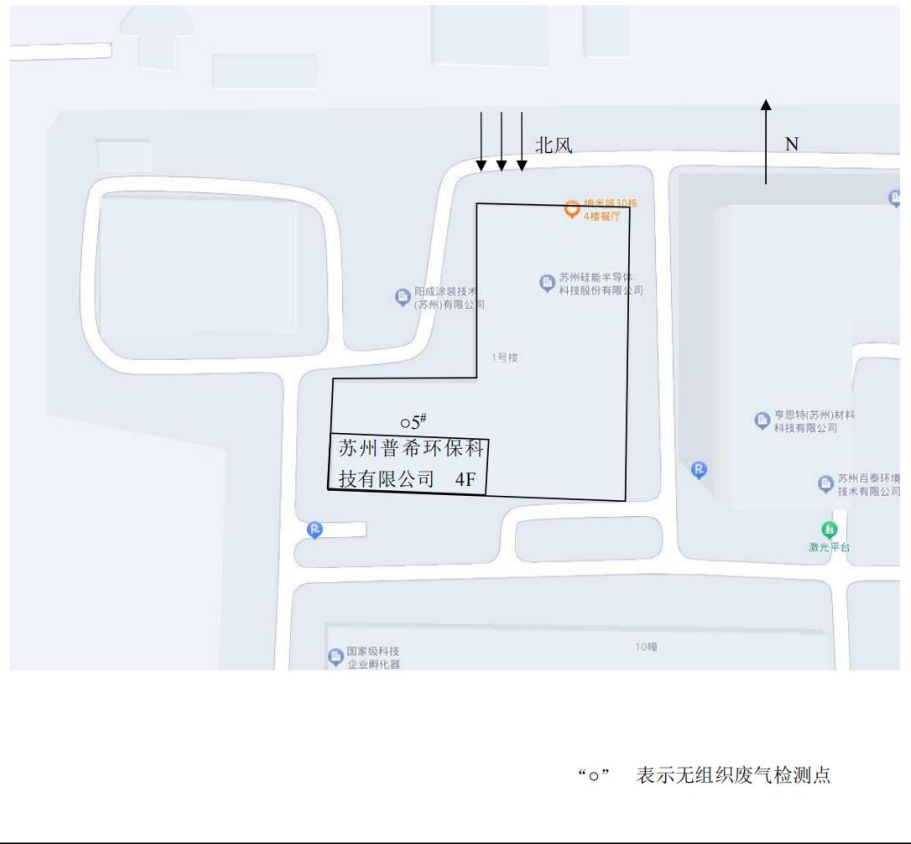 北风
N
纳米城30栋
4楼餐厅
苏州硅能半导体
科技股份有限公司
阳成涂装技术
(苏州)有限公司
1号楼
亨思特(苏州)材料
科技有限公司
○5#
苏州普希环保科
技有限公司 4F
苏州百泰环境
技术有限公司
激光平台
国家级科技
企业孵化器
10幢
“○” 表示无组织废气检测点